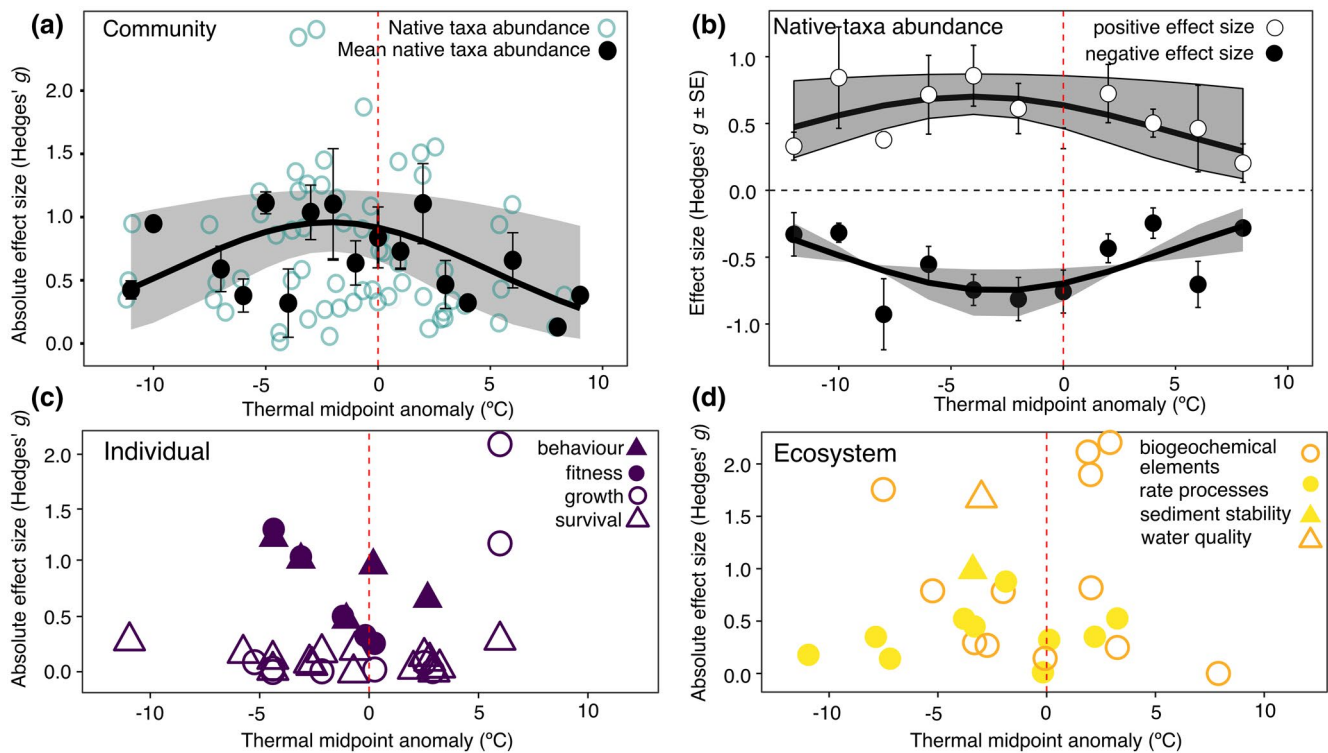 (a)
Community
Native taxa abundance
Mean native taxa abundance
Absolute effect size (Hedges' g)
2.0
1.5
1.0
0.5
0.0
-10
-5
0
5
10
Thermal midpoint anomaly (ºC)
(b)
Native taxa abundance
positive effect size
negative effect size
Effect size (Hedges' g ± SE)
1.0
0.5
0.0
-0.5
-1.0
-10
-5
0
5
10
Thermal midpoint anomaly (ºC)
(c)
Individual
behaviour
fitness
growth
survival
Absolute effect size (Hedges' g)
2.0
1.5
1.0
0.5
0.0
-10
-5
0
5
10
Thermal midpoint anomaly (ºC)
(d)
Ecosystem
biogeochemical
elements
rate processes
sediment stability
water quality
Absolute effect size (Hedges' g)
2.0
1.5
1.0
0.5
0.0
-10
-5
0
5
10
Thermal midpoint anomaly (ºC)